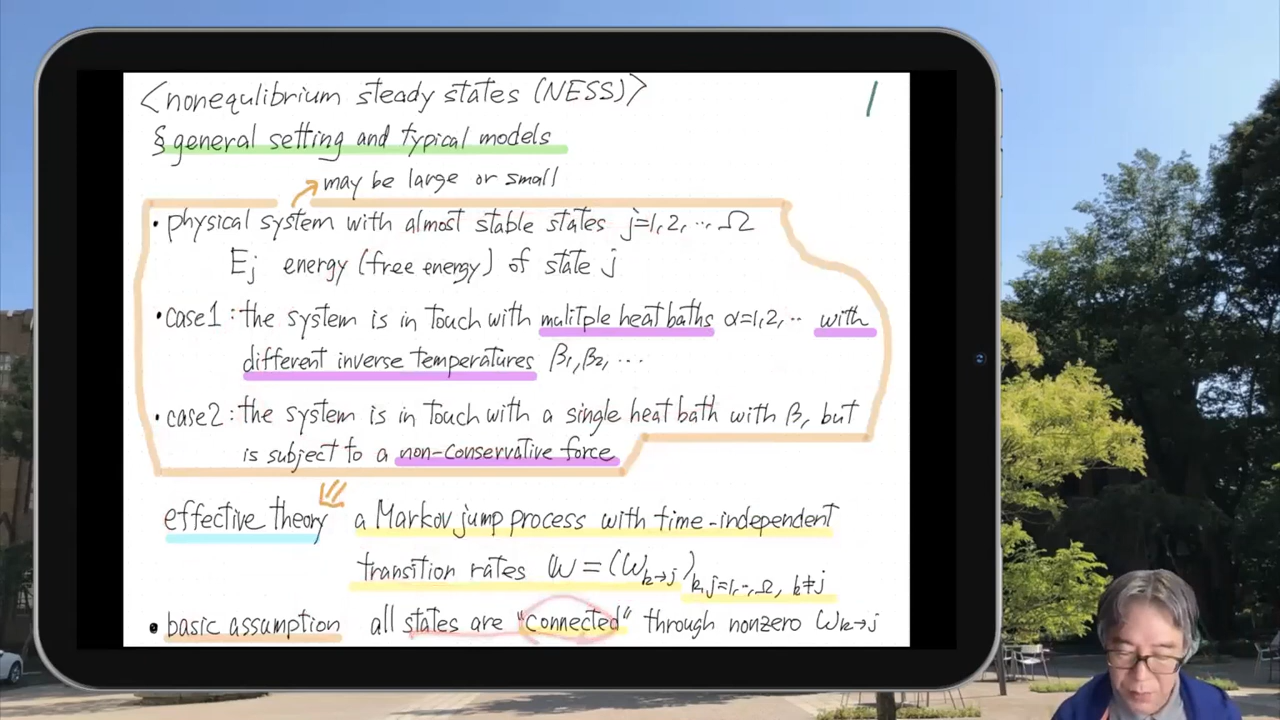 <nonequlibrium steady states (NESS)>
1
§ general setting and typical models
may be large or small
• physical system with almost stable states j=1,2,…,Ω
Ej energy (free energy) of state j
• case1: the system is in touch with mulitple heat baths α=1,2,… with
different inverse temperatures β₁,β₂,…
• case2: the system is in touch with a single heat bath with β, but
is subject to a non-conservative force
effective theory a Markov jump process with time-independent
transition rates w=(wk→j)k,j=1,…,Ω, k≠j
• basic assumption all states are "connected" through nonzero wk→j